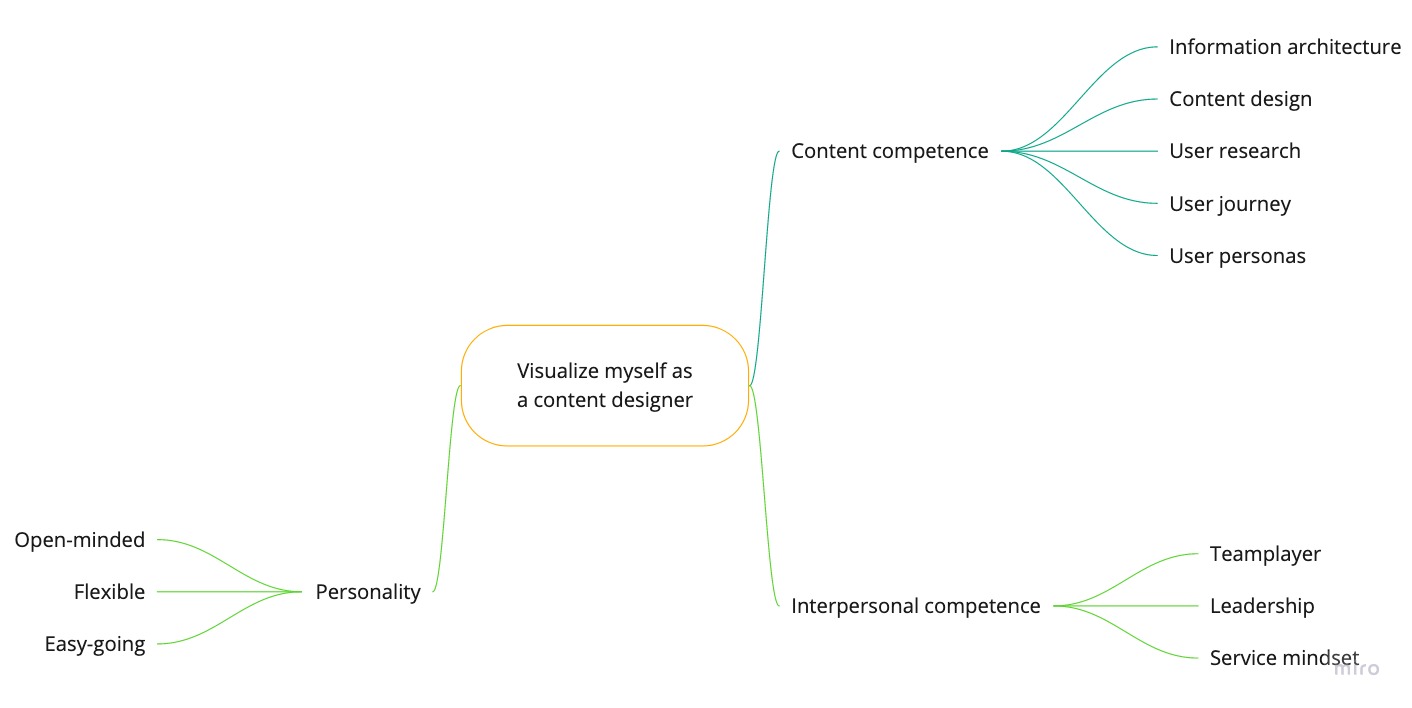 Information architecture
Content design
Content competence
User research
User journey
User personas
Visualize myself as
a content designer
Open-minded
Flexible
Personality
Easy-going
Interpersonal competence
Teamplayer
Leadership
Service mindset
miro